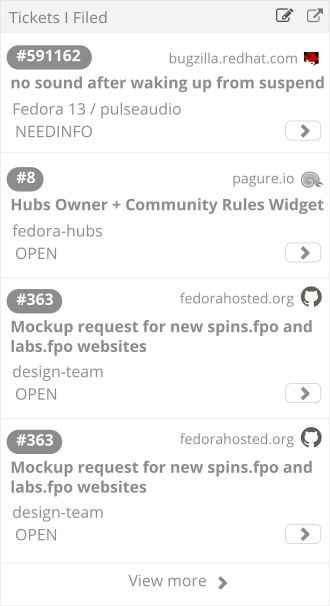 Tickets I Filed
#591162
bugzilla.redhat.com
no sound after waking up from suspend
Fedora 13 / pulseaudio
NEEDINFO
#8
pagure.io
Hubs Owner + Community Rules Widget
fedora-hubs
OPEN
#363
fedorahosted.org
Mockup request for new spins.fpo and
labs.fpo websites
design-team
OPEN
#363
fedorahosted.org
Mockup request for new spins.fpo and
labs.fpo websites
design-team
OPEN
View more